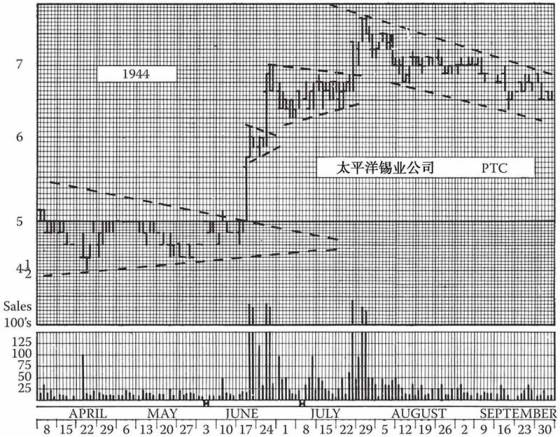 1944
7
6
太平洋锡业公司 PTC
5
4 1/2
Sales
100's
125
100
75
50
25
APRIL MAY JUNE JULY AUGUST SEPTEMBER
8 15 22 29 6 13 20 27 3 10 17 24 1 8 15 22 29 5 12 19 26 2 9 16 23 30